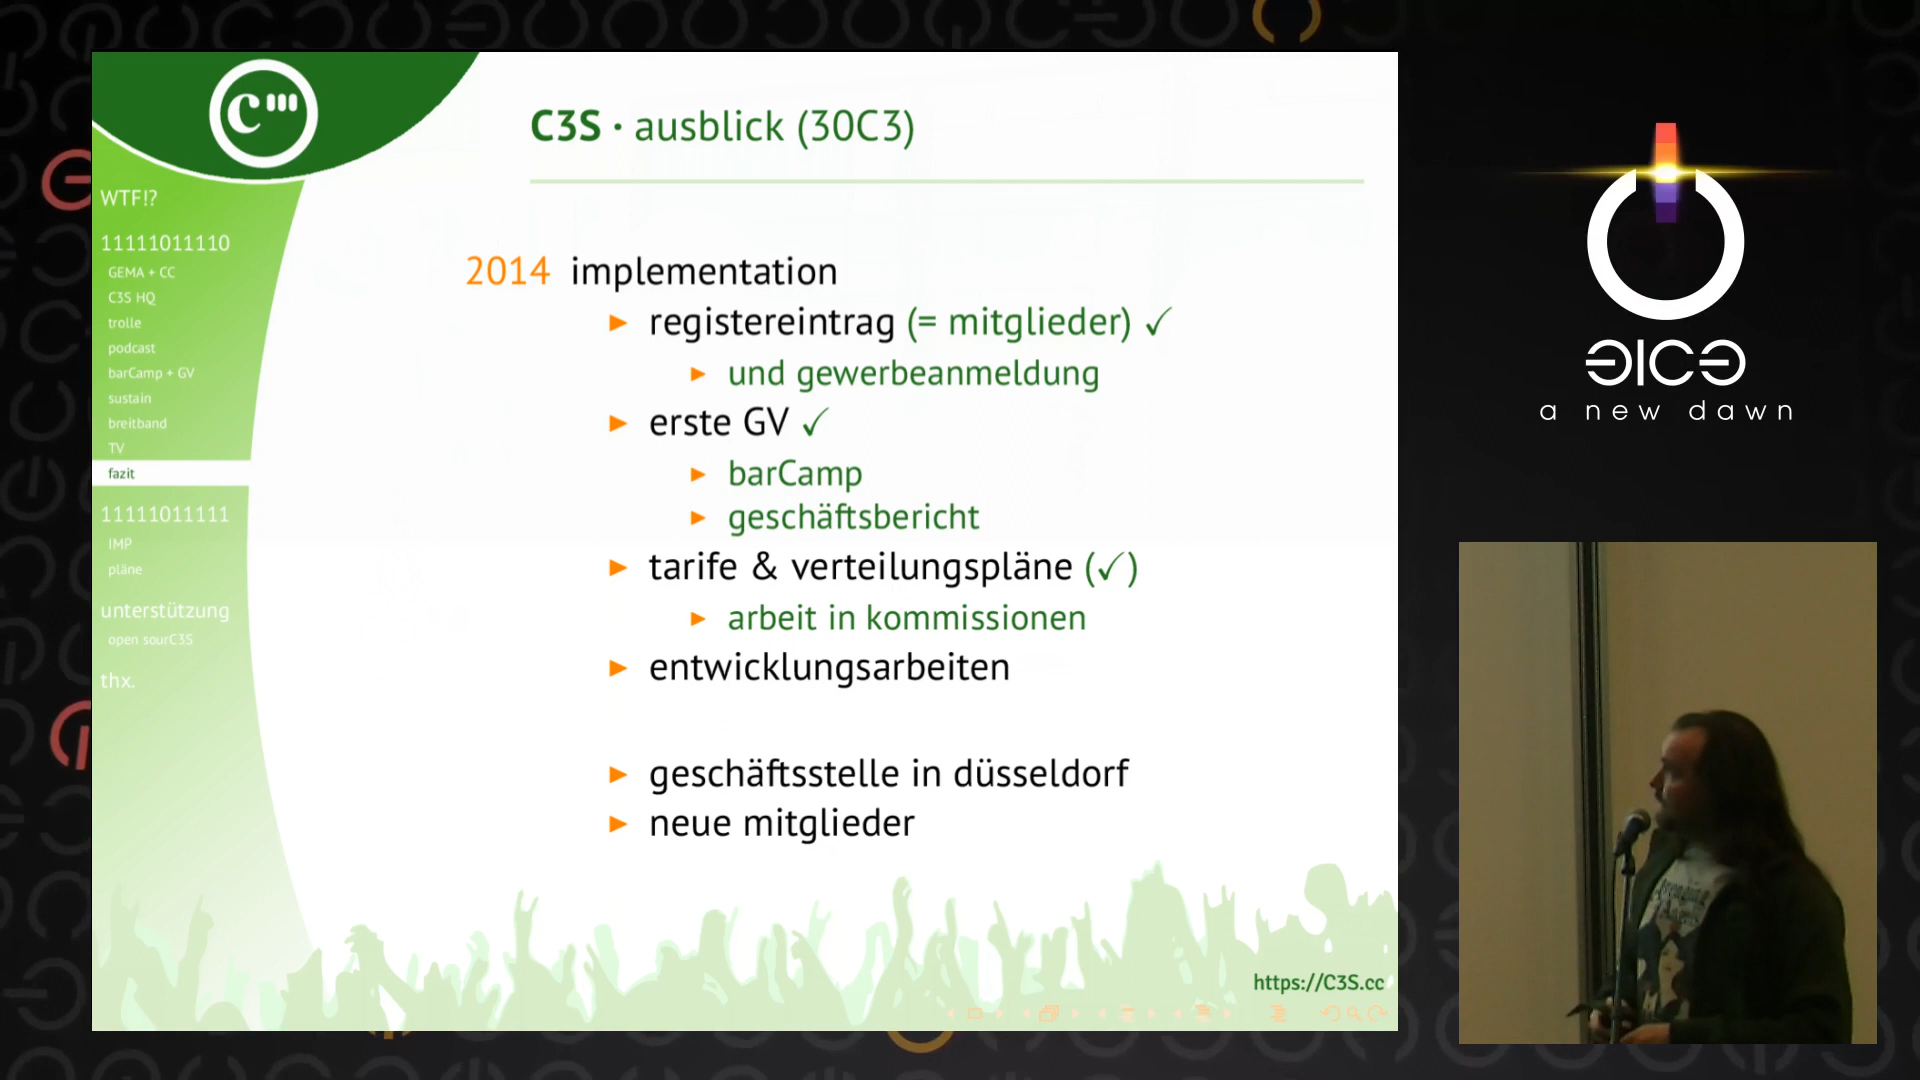 C3S · ausblick (30C3)
WTF!?
11111011110
GEMA + CC
C3S HQ
trolle
podcast
barCamp + GV
sustain
breitband
TV
fazit
11111011111
IMP
pläne
unterstützung
open sourC3S
thx.
2014 implementation
registereintrag (= mitglieder) ✓
und gewerbeanmeldung
erste GV ✓
barCamp
geschäftsbericht
tarife & verteilungspläne (✓)
arbeit in kommissionen
entwicklungsarbeiten
geschäftsstelle in düsseldorf
neue mitglieder
https://C3S.cc
31C3
a new dawn